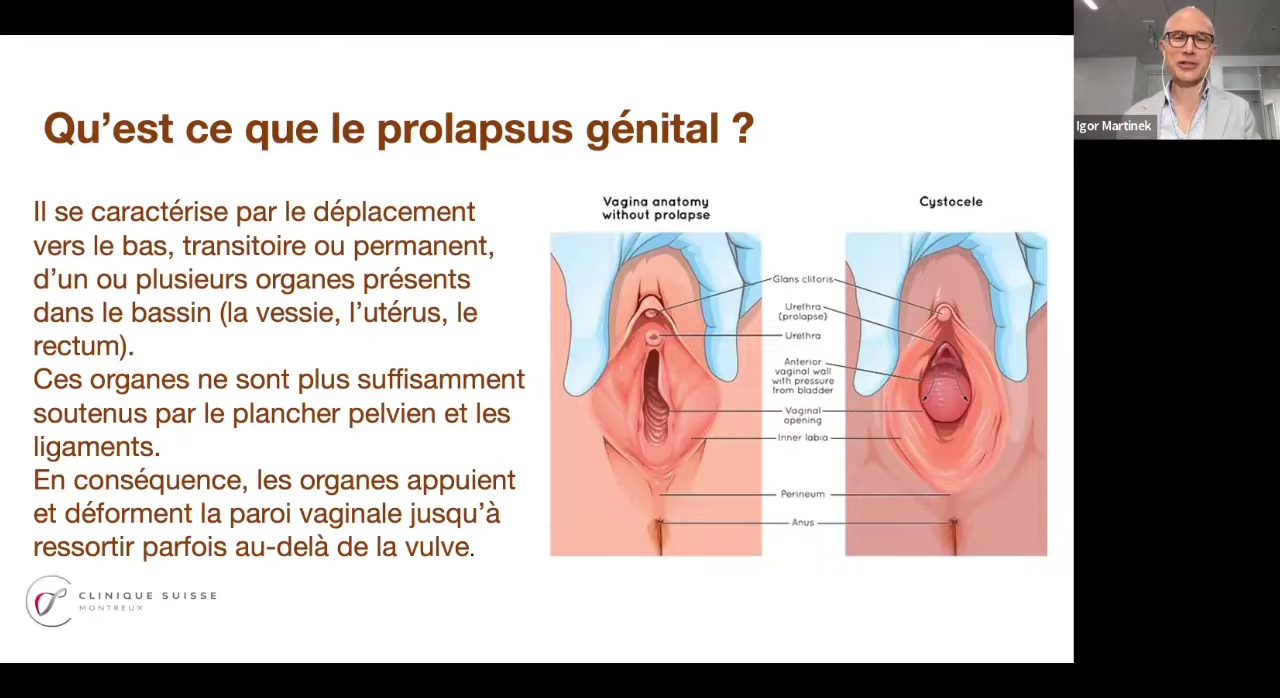 Qu’est ce que le prolapsus génital ?
Il se caractérise par le déplacement
vers le bas, transitoire ou permanent,
d’un ou plusieurs organes présents
dans le bassin (la vessie, l’utérus, le
rectum).
Ces organes ne sont plus suffisamment
soutenus par le plancher pelvien et les
ligaments.
En conséquence, les organes appuient
et déforment la paroi vaginale jusqu’à
ressortir parfois au-delà de la vulve.
Vagina anatomy
without prolapse
Cystocele
Glans clitoris
Urethra
(prolapse)
Urethra
Anterior
vaginal wall
with pressure
from bladder
Vaginal
opening
Inner labia
Perineum
Anus
CLINIQUE SUISSE
MONTREUX
Igor Martinek